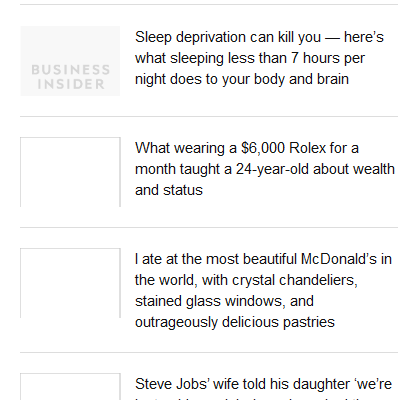 BUSINESS
INSIDER
Sleep deprivation can kill you — here's
what sleeping less than 7 hours per
night does to your body and brain
What wearing a $6,000 Rolex for a
month taught a 24-year-old about wealth
and status
I ate at the most beautiful McDonald's in
the world, with crystal chandeliers,
stained glass windows, and
outrageously delicious pastries
Steve Jobs' wife told his daughter 'we're